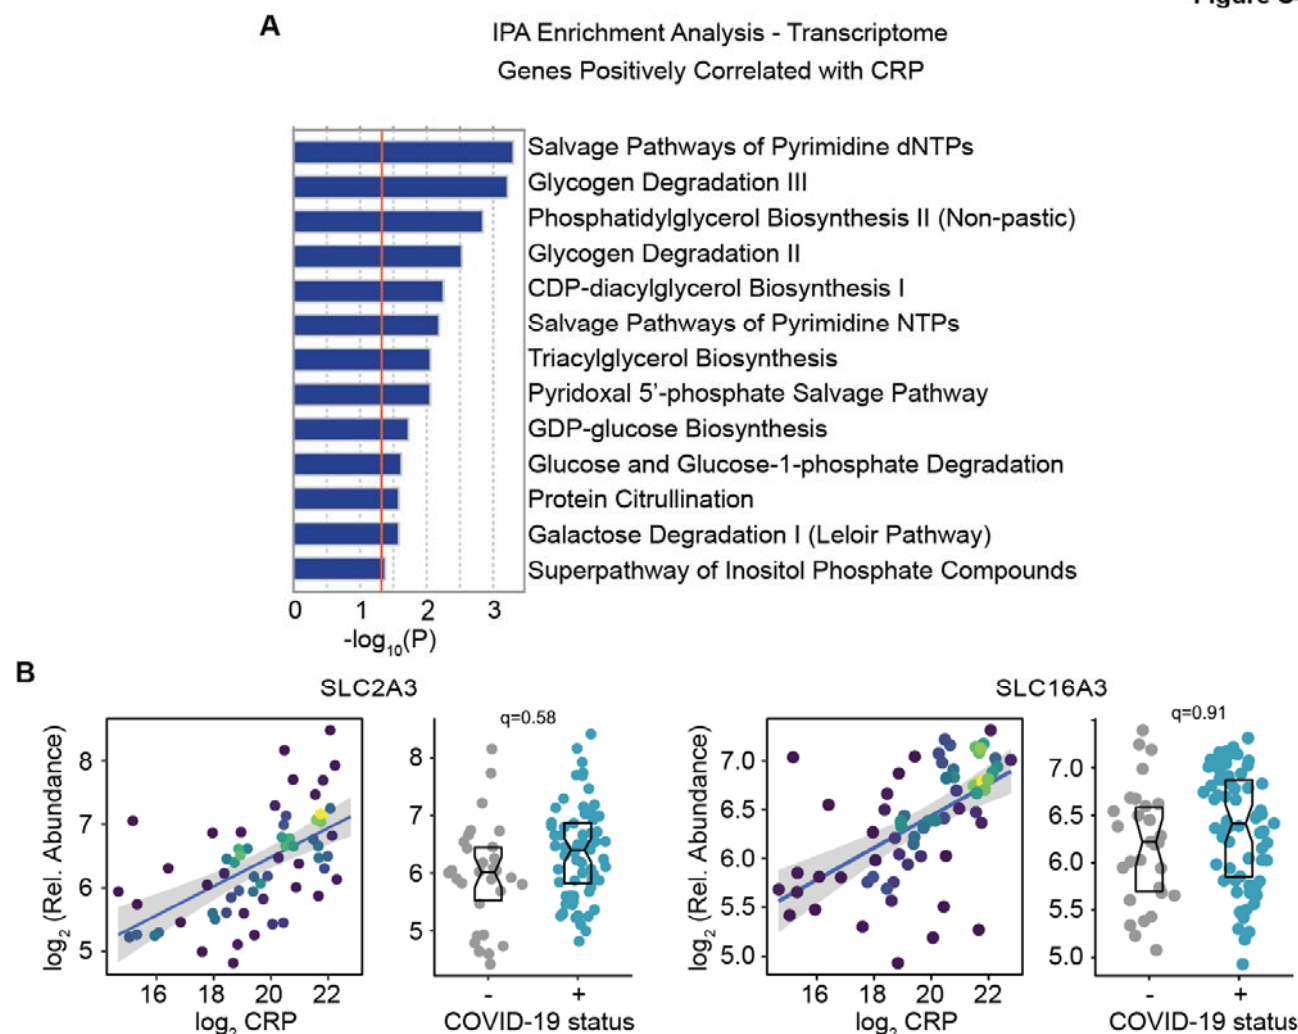 Figure S
A
IPA Enrichment Analysis - Transcriptome
Genes Positively Correlated with CRP
Salvage Pathways of Pyrimidine dNTPs
Glycogen Degradation III
Phosphatidylglycerol Biosynthesis II (Non-pastic)
Glycogen Degradation II
CDP-diacylglycerol Biosynthesis I
Salvage Pathways of Pyrimidine NTPs
Triacylglycerol Biosynthesis
Pyridoxal 5’-phosphate Salvage Pathway
GDP-glucose Biosynthesis
Glucose and Glucose-1-phosphate Degradation
Protein Citrullination
Galactose Degradation I (Leloir Pathway)
Superpathway of Inositol Phosphate Compounds
0 1 2 3
-log10(P)
B
SLC2A3
q=0.58
log2 (Rel. Abundance)
8
7
6
5
16 18 20 22
log2 CRP
8
7
6
5
- +
COVID-19 status
SLC16A3
q=0.91
log2 (Rel. Abundance)
7.0
6.5
6.0
5.5
5.0
16 18 20 22
log2 CRP
7.0
6.5
6.0
5.5
5.0
- +
COVID-19 status